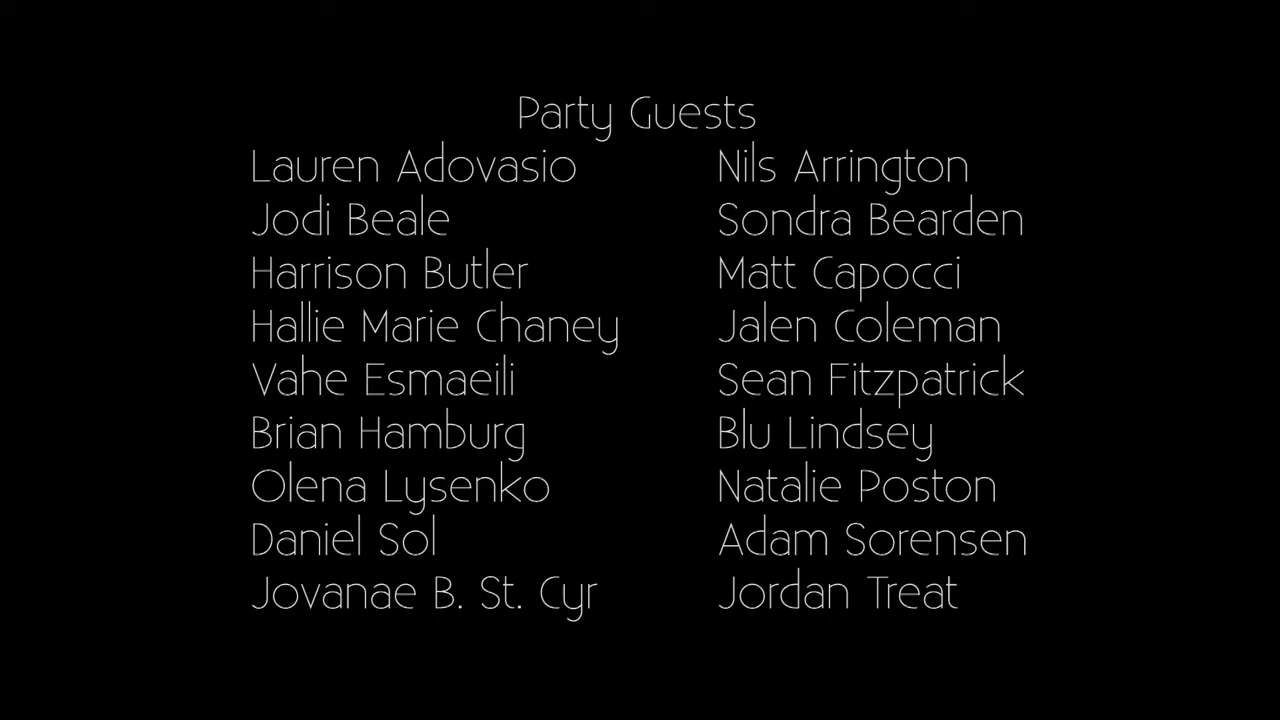 Party Guests
Lauren Adovasio Nils Arrington
Jodi Beale Sondra Bearden
Harrison Butler Matt Capocci
Hallie Marie Chaney Jalen Coleman
Vahe Esmaeili Sean Fitzpatrick
Brian Hamburg Blu Lindsey
Olena Lysenko Natalie Poston
Daniel Sol Adam Sorensen
Jovanae B. St. Cyr Jordan Treat